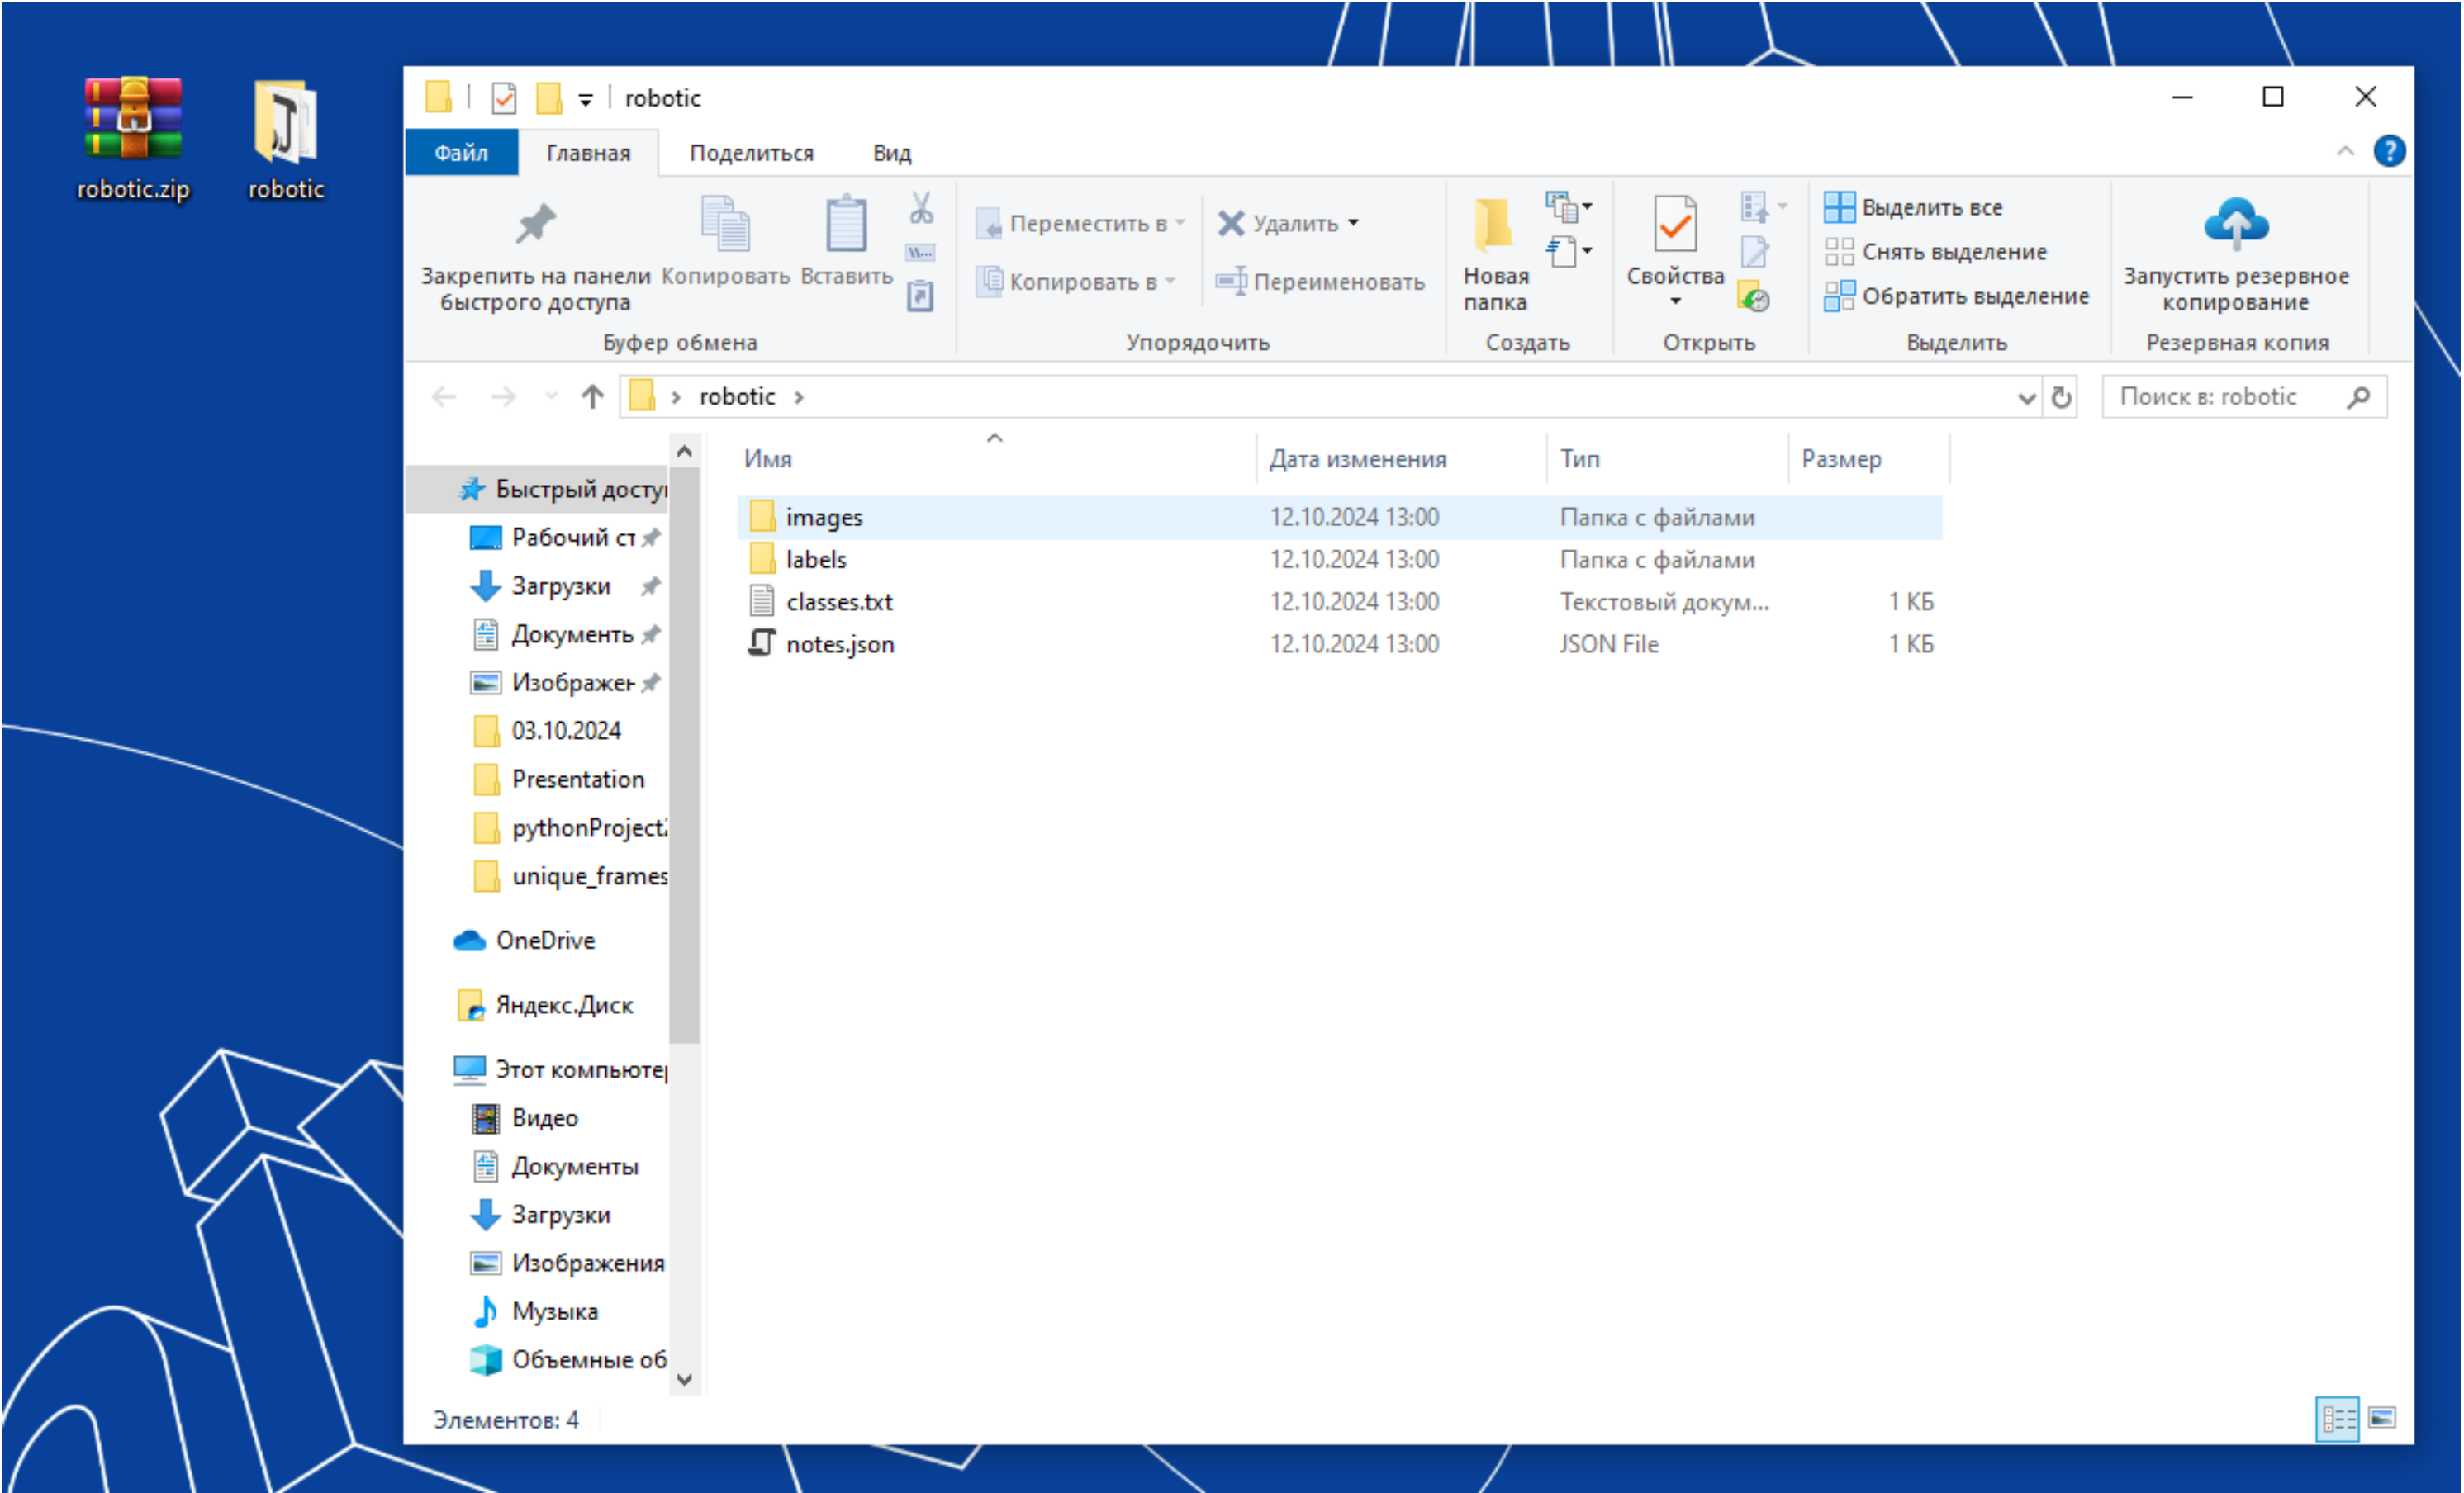 robotic.zip
robotic
robotic
Файл Главная Поделиться Вид
Закрепить на панели быстрого доступа
Копировать
Вставить
Буфер обмена
Переместить в
Копировать в
Удалить
Переименовать
Упорядочить
Новая папка
Создать
Свойства
Открыть
Выделить все
Снять выделение
Обратить выделение
Выделить
Запустить резервное копирование
Резервная копия
robotic
Поиск в: robotic
Имя Дата изменения Тип Размер
images 12.10.2024 13:00 Папка с файлами
labels 12.10.2024 13:00 Папка с файлами
classes.txt 12.10.2024 13:00 Текстовый докум... 1 КБ
notes.json 12.10.2024 13:00 JSON File 1 КБ
Быстрый досту
Рабочий ст
Загрузки
Документь
Изображен
03.10.2024
Presentation
pythonProject
unique_frames
OneDrive
Яндекс.Диск
Этот компьютер
Видео
Документы
Загрузки
Изображения
Музыка
Объемные об
Элементов: 4